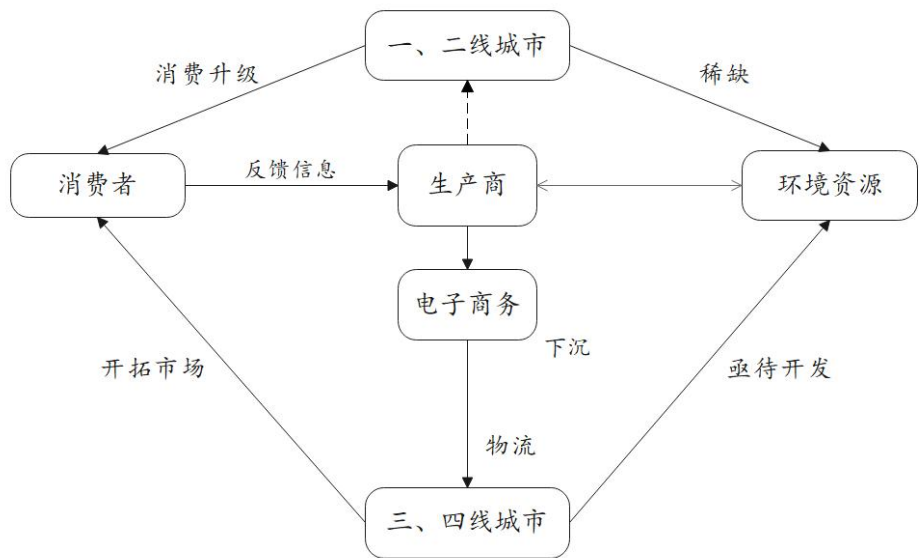 一、二线城市
消费升级
稀缺
反馈信息
消费者
生产商
环境资源
电子商务
下沉
开拓市场
亟待开发
物流
三、四线城市